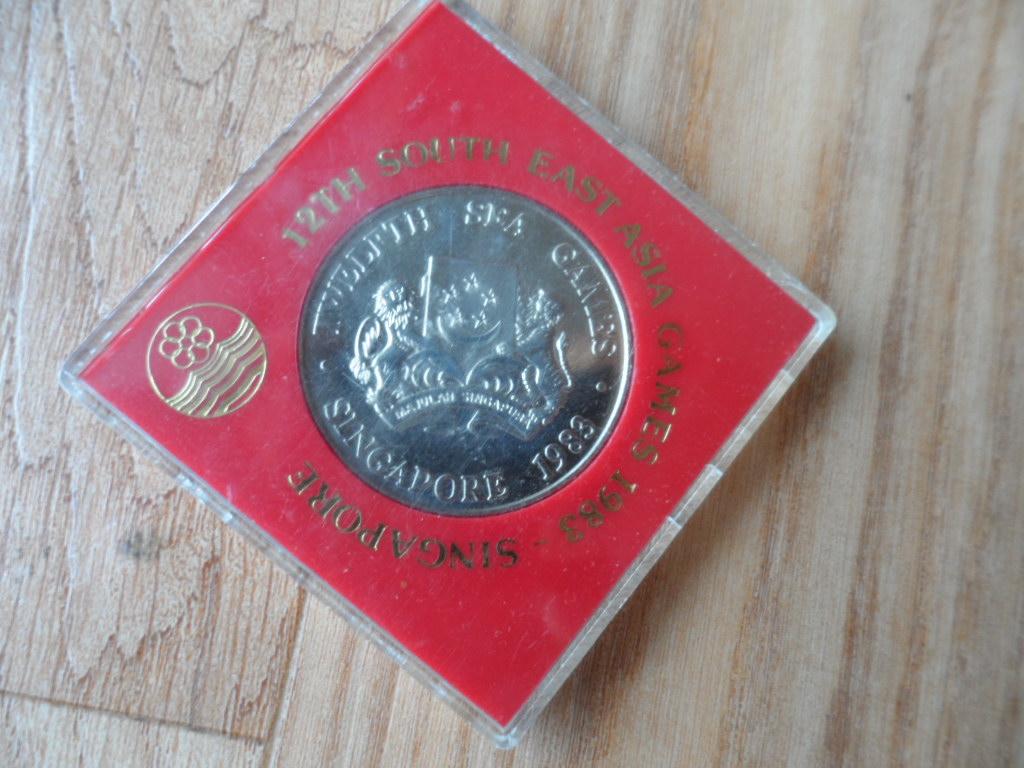 12TH SOUTH EAST ASIA GAMES 1983 - SINGAPORE
TWELFTH SEA GAMES
MAJULAH SINGAPURA
SINGAPORE 1983